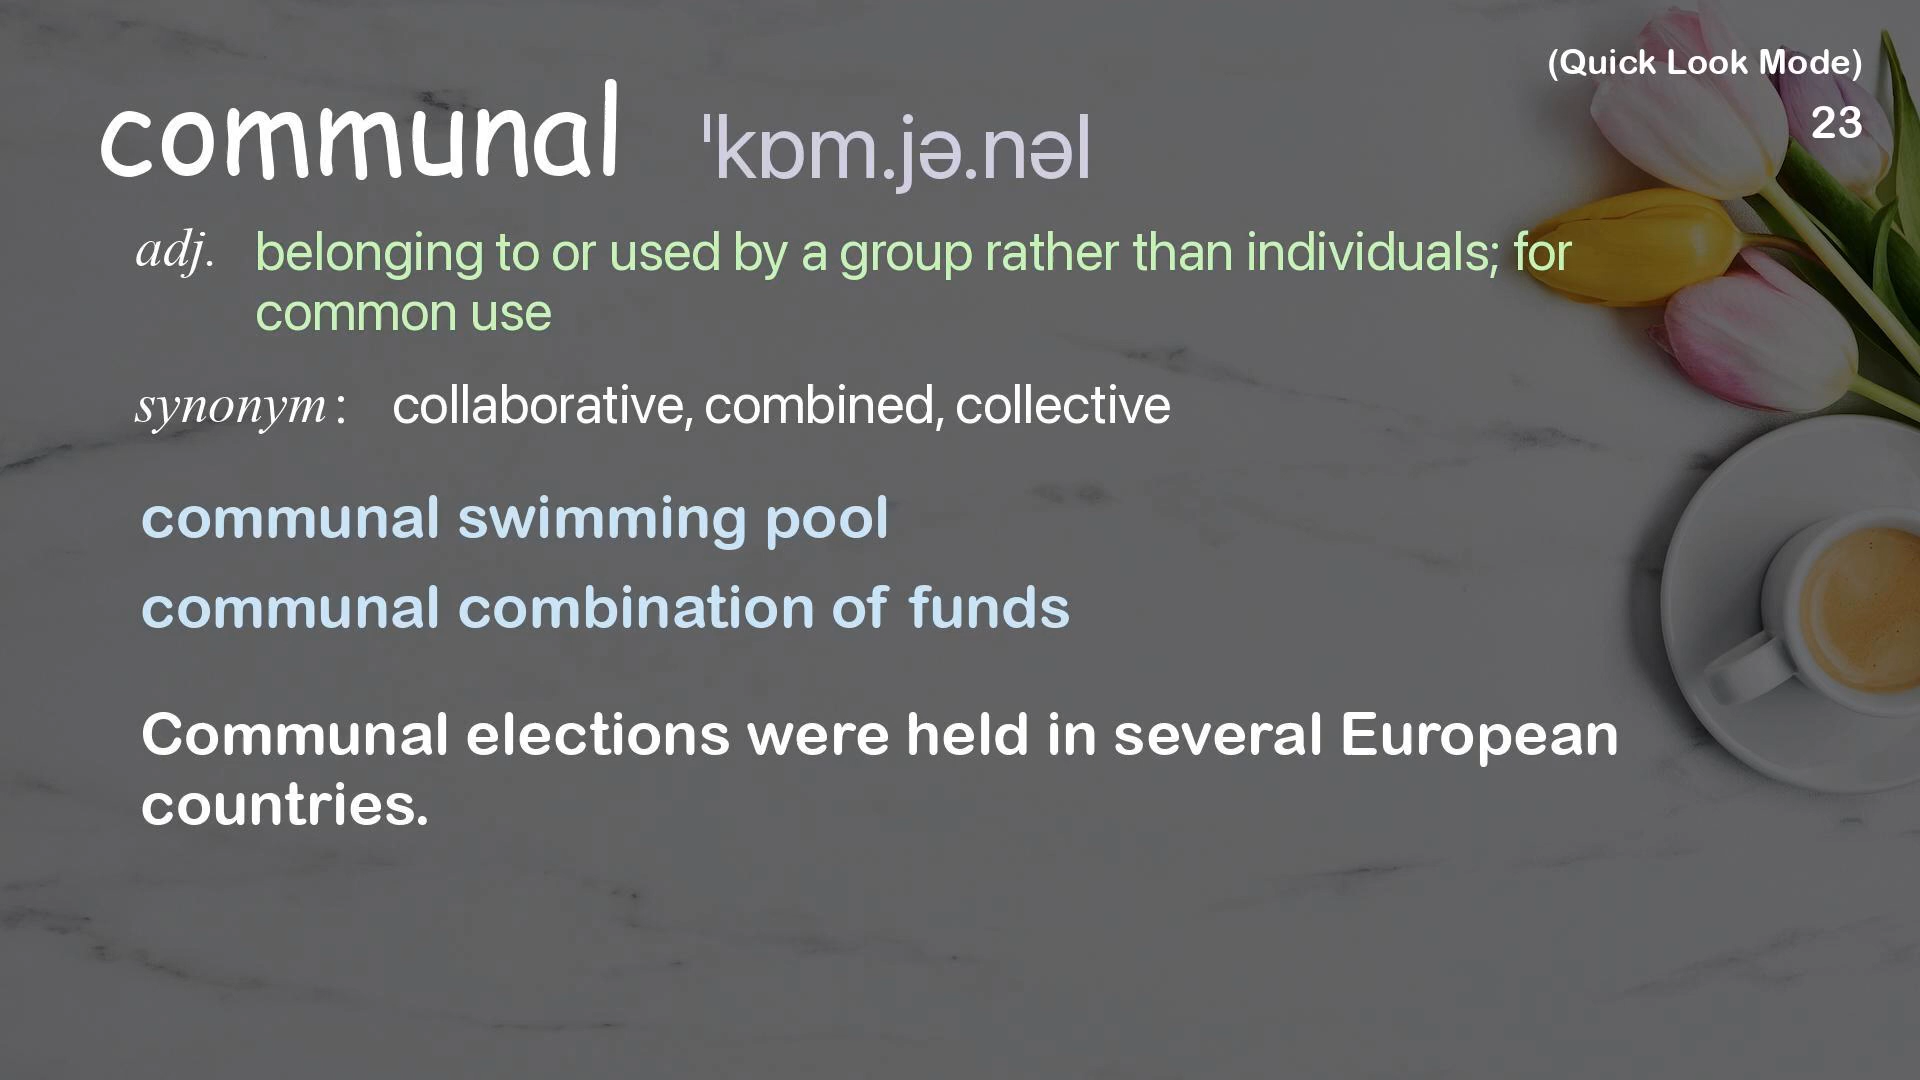 (Quick Look Mode)
23
communal ˈkɒm.jə.nəl
adj. belonging to or used by a group rather than individuals; for
common use
synonym: collaborative, combined, collective
communal swimming pool
communal combination of funds
Communal elections were held in several European
countries.